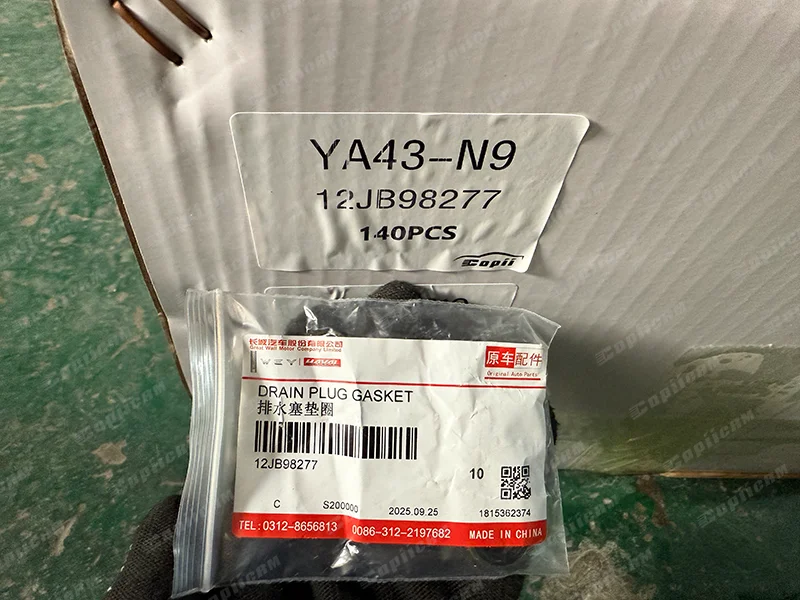 YA43-N9
12JB98277
140PCS
Copii
长城汽车股份有限公司
Great Wall Motor Company Limited
WEY HAVAL
原车配件
Original Auto Parts
DRAIN PLUG GASKET
排水塞垫圈
12JB98277
10
C S200000 2025.09.25 1815362374
TEL:0312-8656813 0086-312-2197682 MADE IN CHINA